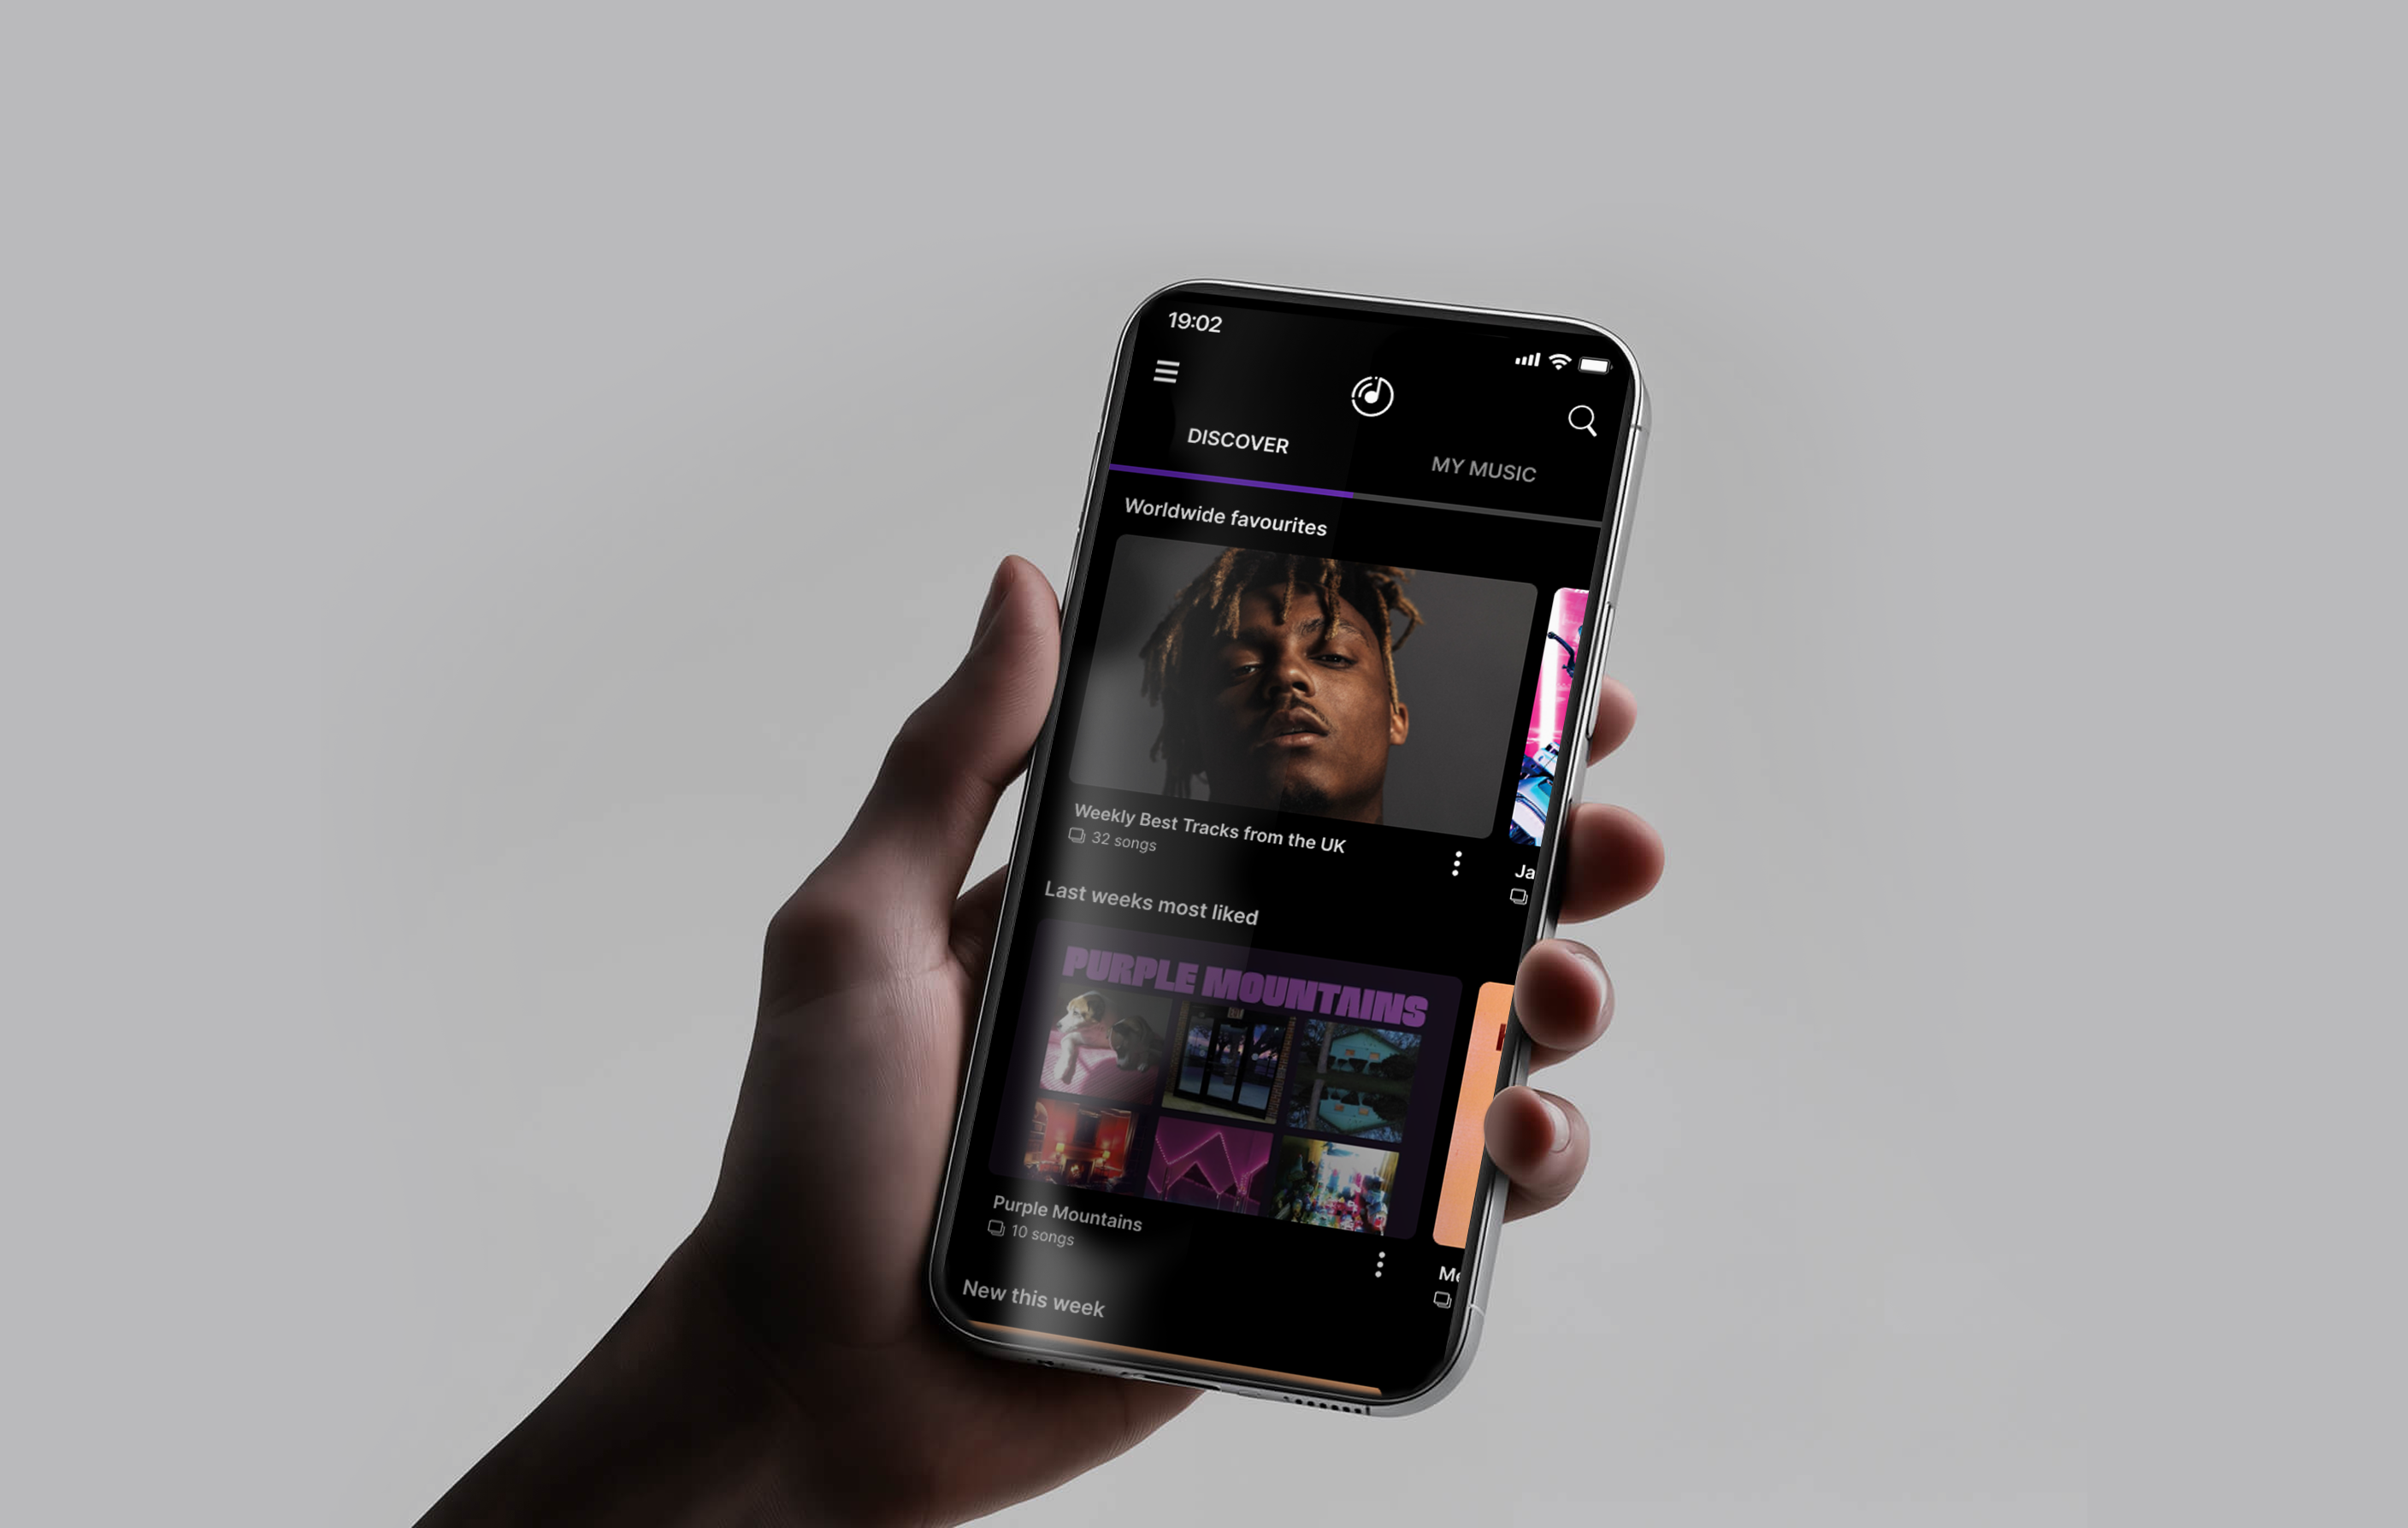 19:02
DISCOVER
MY MUSIC
Worldwide favourites
Weekly Best Tracks from the UK
32 songs
Ja
Last weeks most liked
PURPLE MOUNTAINS
Purple Mountains
10 songs
New this week